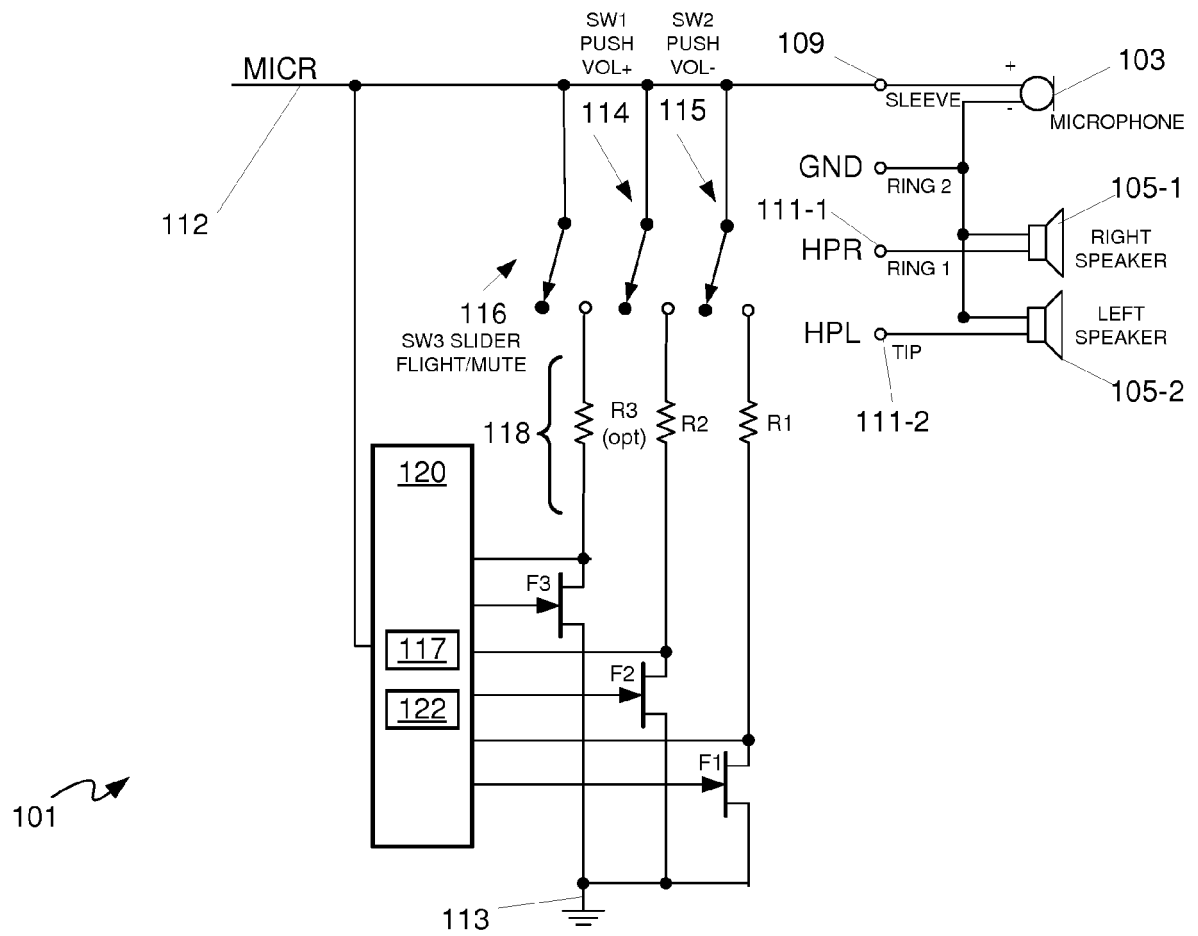 SW1
PUSH
VOL+
SW2
PUSH
VOL-
109
MICR
+
103
SLEEVE
-
MICROPHONE
114
115
112
GND
RING 2
105-1
111-1
HPR
RING 1
RIGHT
SPEAKER
116
SW3 SLIDER
FLIGHT/MUTE
HPL
TIP
LEFT
SPEAKER
105-2
111-2
118
R3
(opt)
R2
R1
120
F3
117
F2
122
F1
101
113